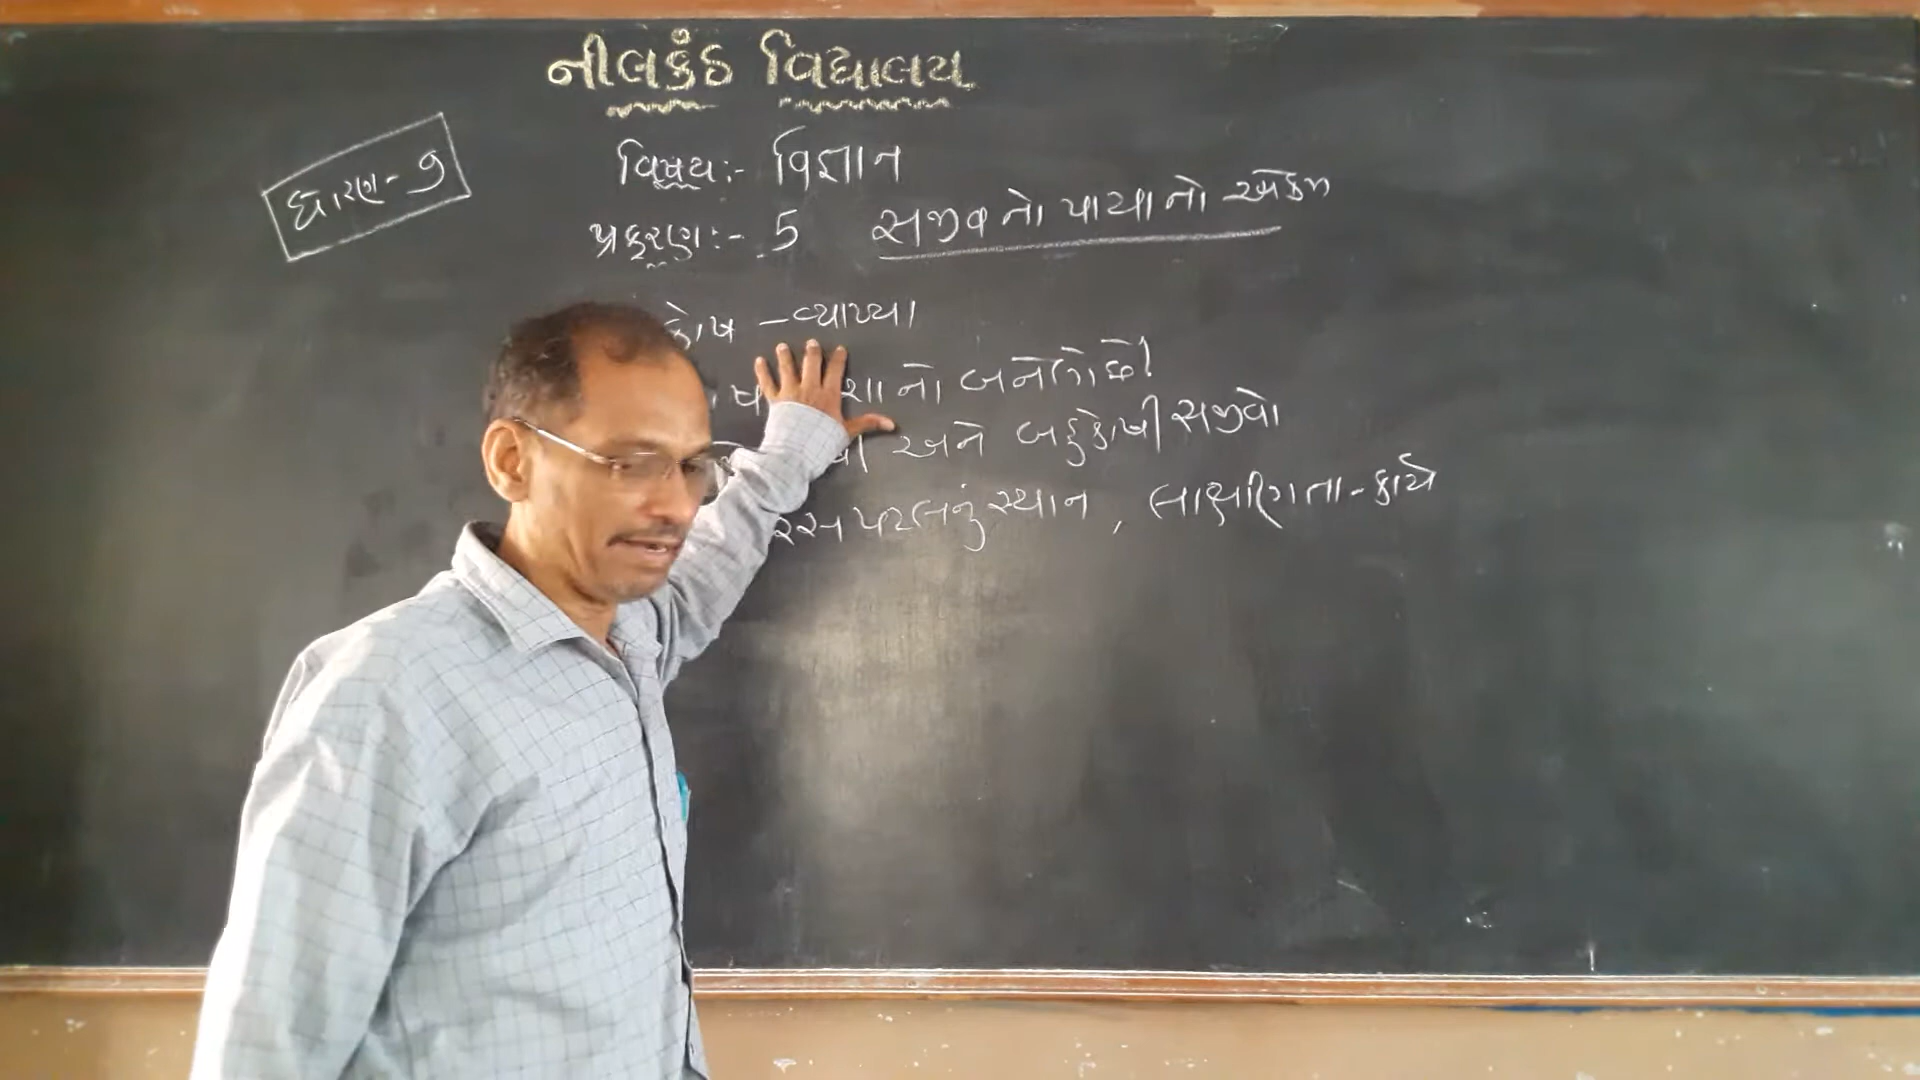 નીલકંઠ વિદ્યાલય
ધોરણ - ૭
વિષય:- વિજ્ઞાન
પ્રકરણ:- 5 સજીવનો પાયાનો એકમ
કોષ - વ્યાખ્યા
શાનો બનેલો છે!
અને બહુકોષી સજીવો
રસપટલનું સ્થાન, લાક્ષણિકતા - કાર્ય